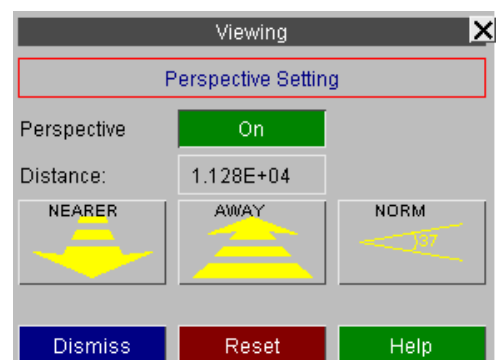 Viewing
Perspective Setting
Perspective On
Distance: 1.128E+04
NEARER AWAY NORM
37
Dismiss Reset Help